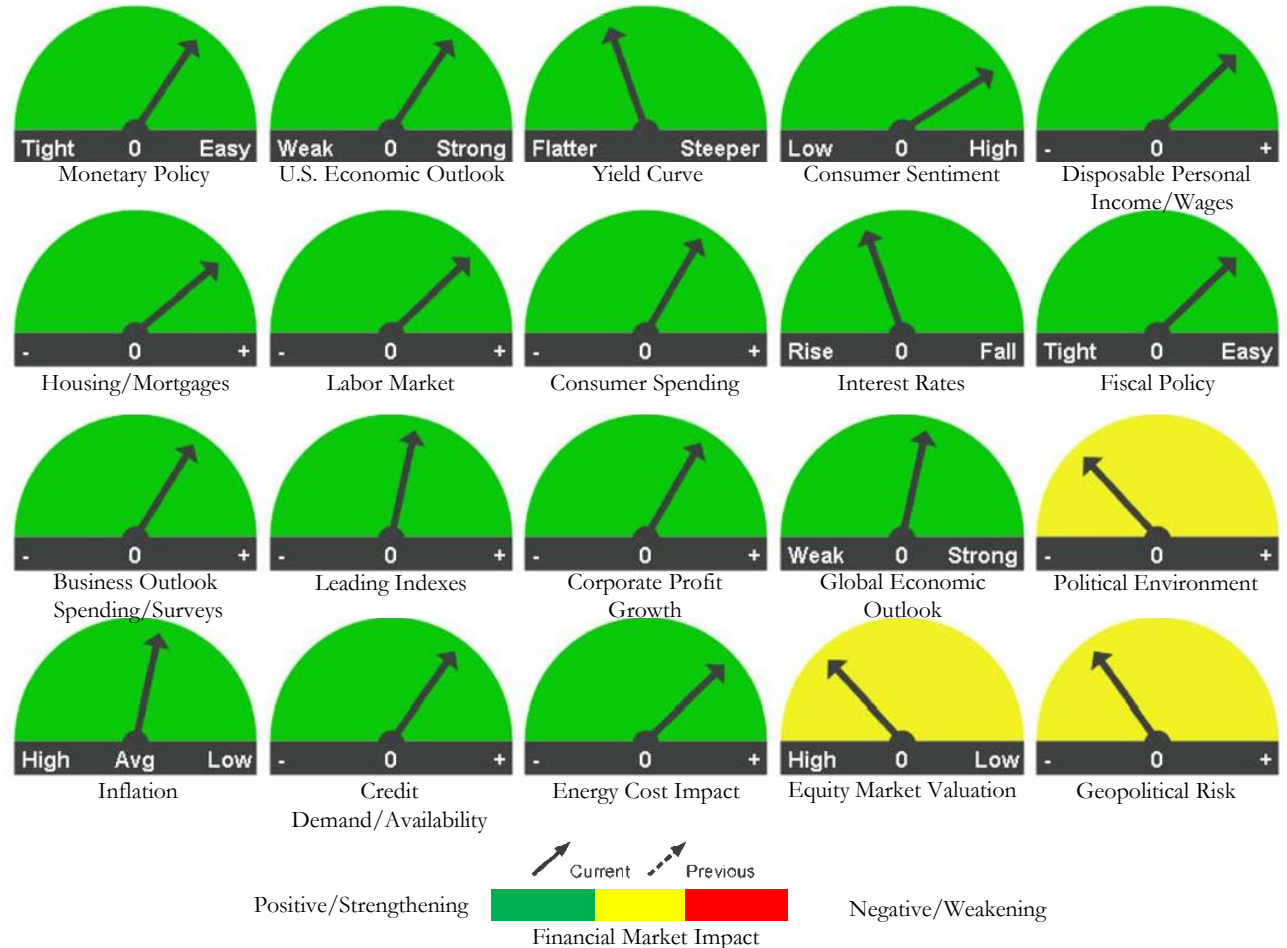 Tight 0 Easy
Monetary Policy
Weak 0 Strong
U.S. Economic Outlook
Flatter Steeper
Yield Curve
Low 0 High
Consumer Sentiment
- 0 +
Disposable Personal
Income/Wages
- 0 +
Housing/Mortgages
- 0 +
Labor Market
- 0 +
Consumer Spending
Rise 0 Fall
Interest Rates
Tight 0 Easy
Fiscal Policy
- 0 +
Business Outlook
Spending/Surveys
- 0 +
Leading Indexes
- 0 +
Corporate Profit
Growth
Weak 0 Strong
Global Economic
Outlook
- 0 +
Political Environment
High Avg Low
Inflation
- 0 +
Credit
Demand/Availability
- 0 +
Energy Cost Impact
High 0 Low
Equity Market Valuation
- 0 +
Geopolitical Risk
Current Previous
Positive/Strengthening Negative/Weakening
Financial Market Impact